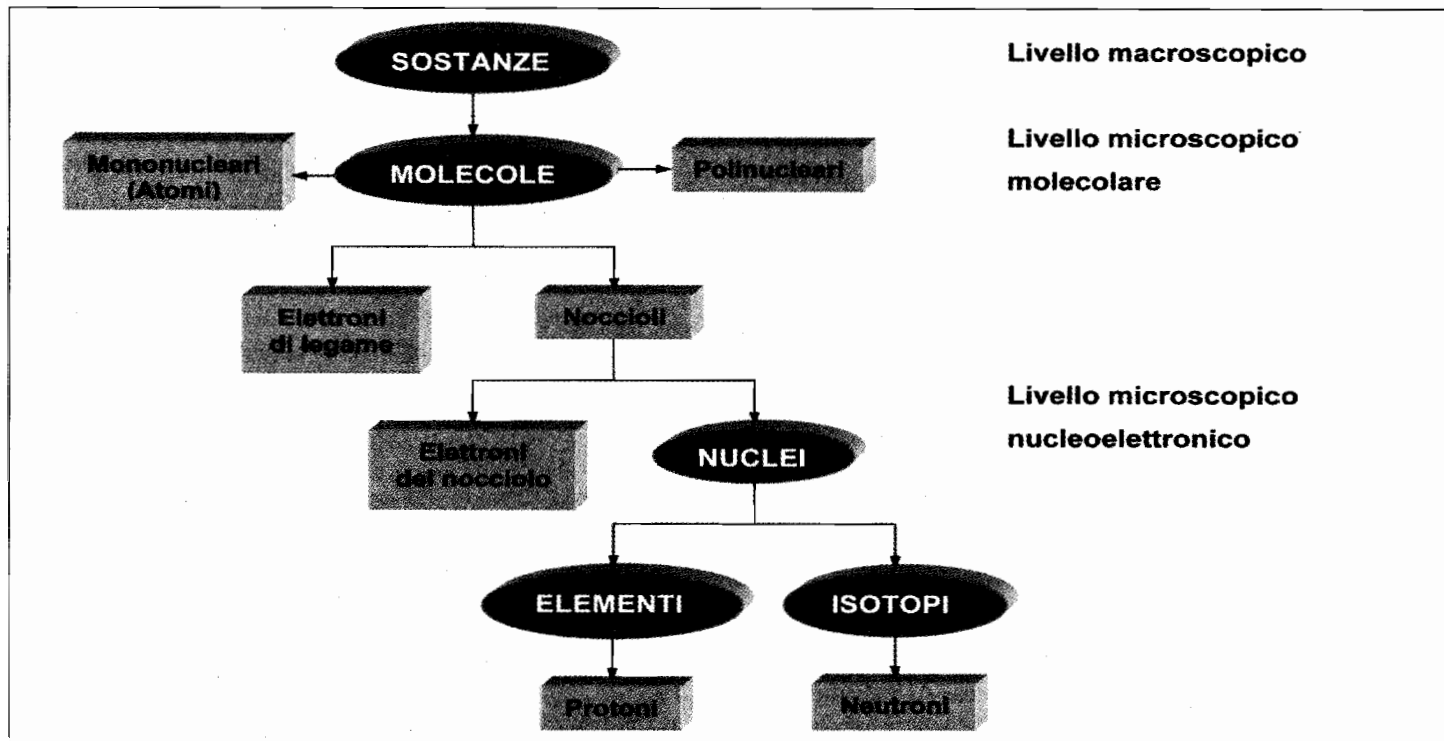 SOSTANZE
Livello macroscopico
Mononucleari
(Atomi)
MOLECOLE
Polinucleari
Livello microscopico
molecolare
Elettroni
di legame
Noccioli
Elettroni
del nocciolo
NUCLEI
Livello microscopico
nucleoelettronico
ELEMENTI
ISOTOPI
Protoni
Neutroni